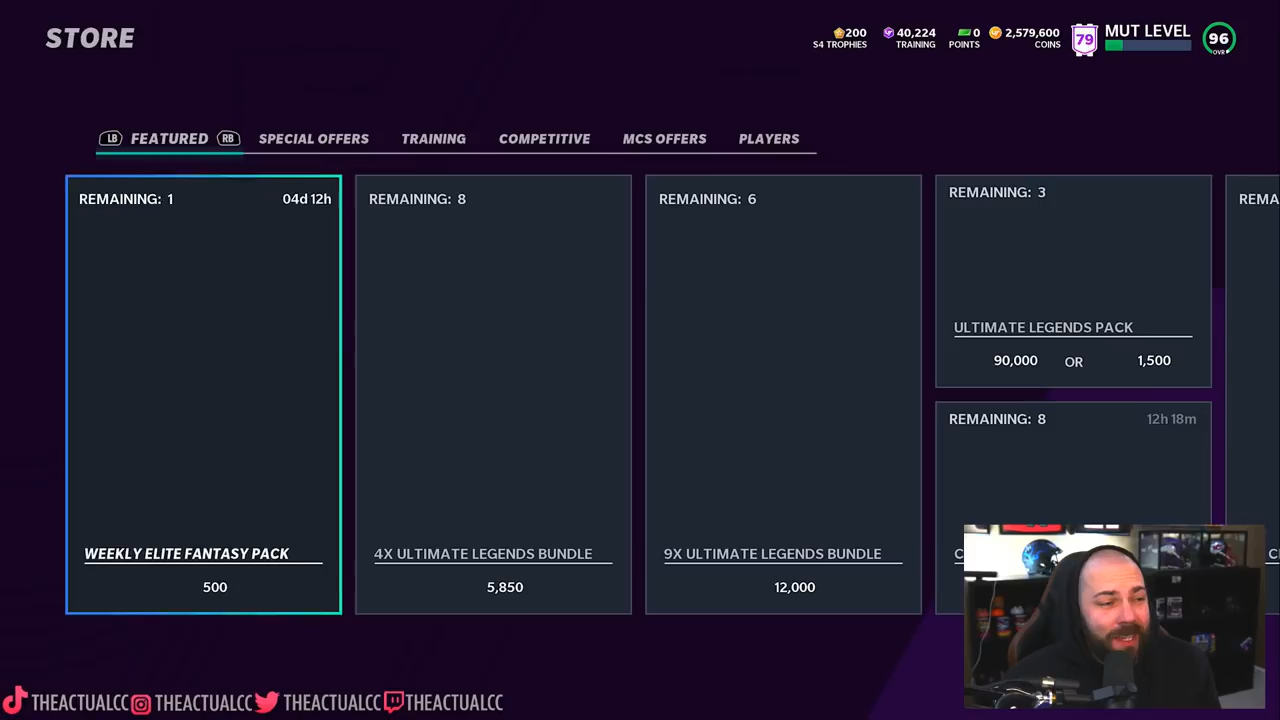 STORE
200
S4 TROPHIES
40,224
TRAINING
0
POINTS
2,579,600
COINS
79
MUT LEVEL
96
OVR
LB FEATURED RB SPECIAL OFFERS TRAINING COMPETITIVE MCS OFFERS PLAYERS
REMAINING: 1 04d 12h
WEEKLY ELITE FANTASY PACK
500
REMAINING: 8
4X ULTIMATE LEGENDS BUNDLE
5,850
REMAINING: 6
9X ULTIMATE LEGENDS BUNDLE
12,000
REMAINING: 3
ULTIMATE LEGENDS PACK
90,000 OR 1,500
REMAINING: 8 12h 18m
THEACTUALCC THEACTUALCC THEACTUALCC THEACTUALCC